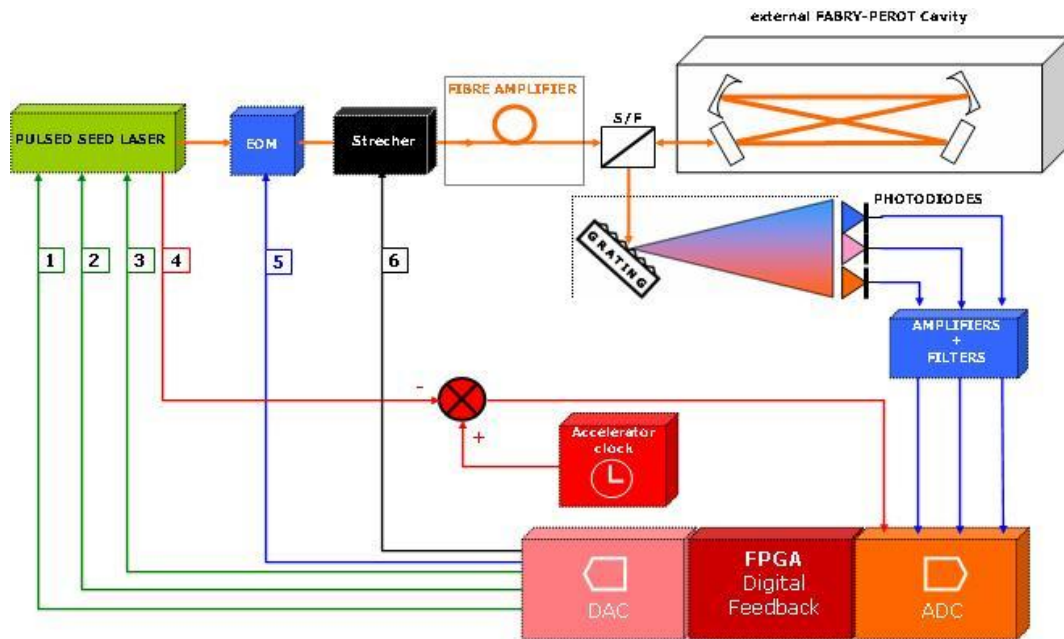 external FABRY-PEROT Cavity
FIBRE AMPLIFIER
S/F
PULSED SEED LASER
EOM
Strecher
PHOTODIODES
GRATING
1
2
3
4
5
6
AMPLIFIERS
+
FILTERS
-
+
Accelerator
clock
FPGA
Digital
Feedback
DAC
ADC